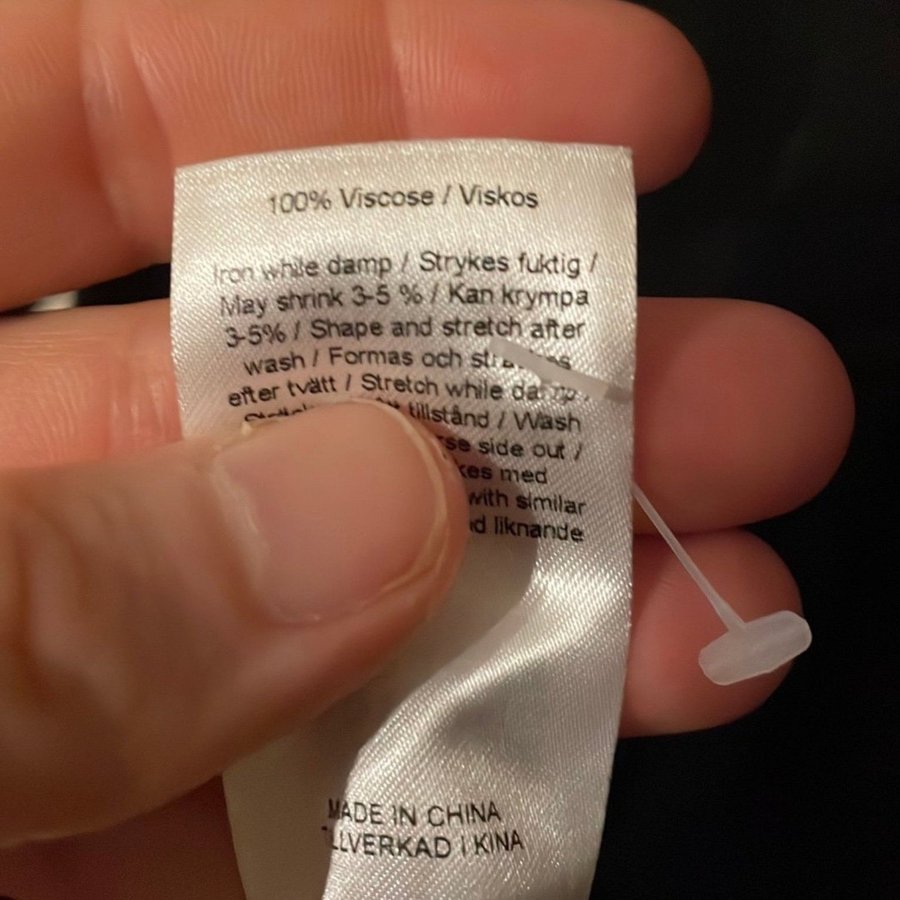 100% Viscose / Viskos
Iron while damp / Strykes fuktig /
May shrink 3-5 % / Kan krympa
3-5% / Shape and stretch after
wash / Formas och
efter tvätt / Stretch while
tillstånd / Wash
side out /
med
with similar
liknande
MADE IN CHINA
LLVERKAD I KINA